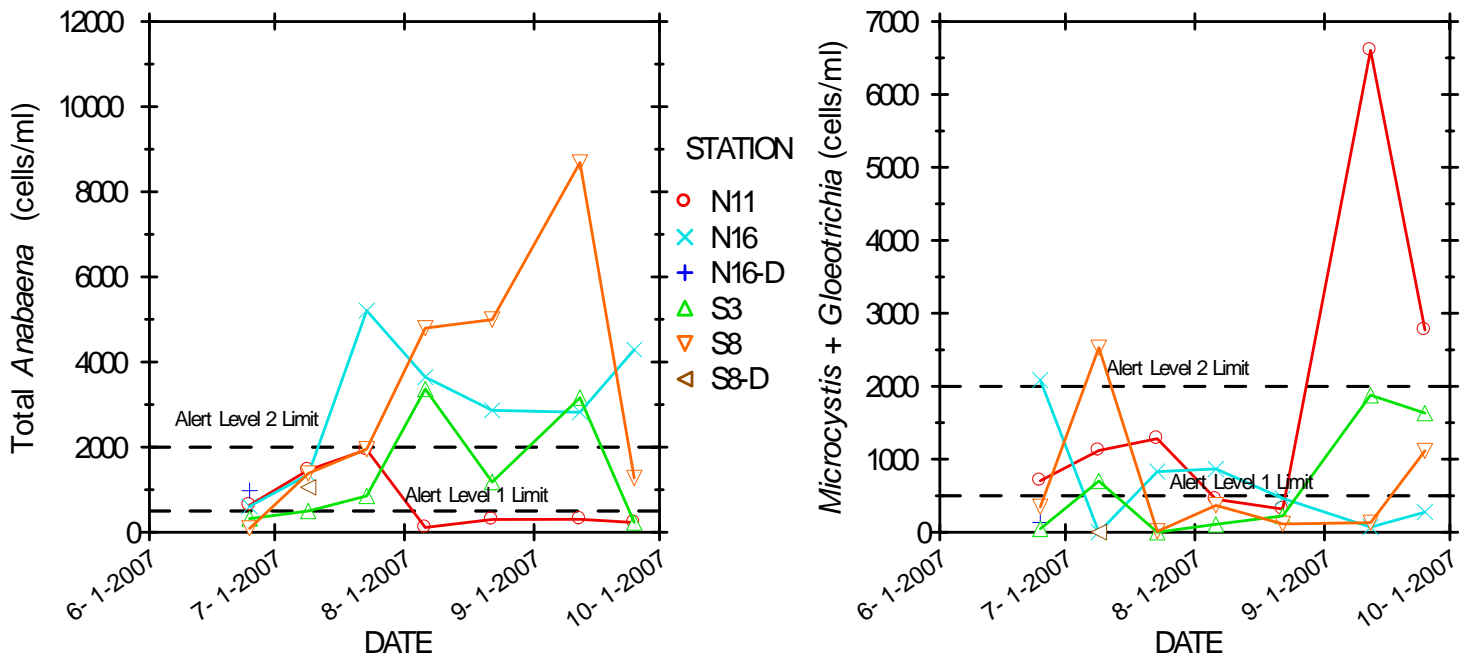 Total Anabaena (cells/ml)
12000
10000
8000
6000
4000
2000
0
Alert Level 2 Limit
Alert Level 1 Limit
6- 1-2007
7- 1-2007
8- 1-2007
9- 1-2007
10- 1-2007
DATE
STATION
N11
N16
N16-D
S3
S8
S8-D
Microcystis + Gloeotrichia (cells/ml)
7000
6000
5000
4000
3000
2000
1000
0
Alert Level 2 Limit
Alert Level 1 Limit
6- 1-2007
7- 1-2007
8- 1-2007
9- 1-2007
10- 1-2007
DATE